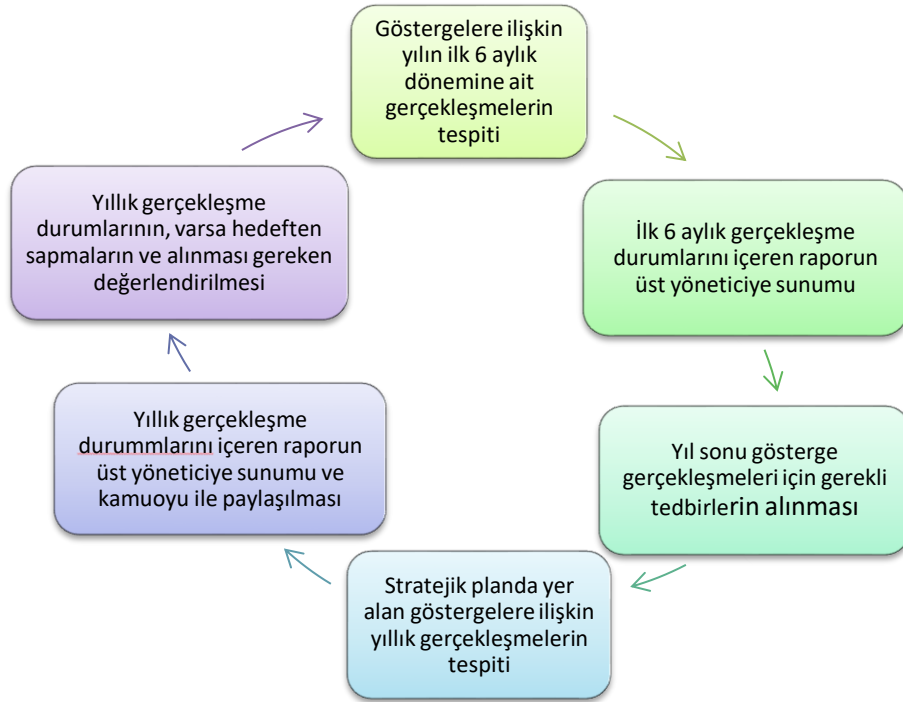 Göstergelere ilişkin
yılın ilk 6 aylık
dönemine ait
gerçekleşmelerin
tespiti
İlk 6 aylık gerçekleşme
durumlarını içeren raporun
üst yöneticiye sunumu
Yıl sonu gösterge
gerçekleşmeleri için gerekli
tedbirlerin alınması
Stratejik planda yer
alan göstergelere ilişkin
yıllık gerçekleşmelerin
tespiti
Yıllık gerçekleşme
durummlarını içeren raporun
üst yöneticiye sunumu ve
kamuoyu ile paylaşılması
Yıllık gerçekleşme
durumlarının, varsa hedeften
sapmaların ve alınması gereken
değerlendirilmesi